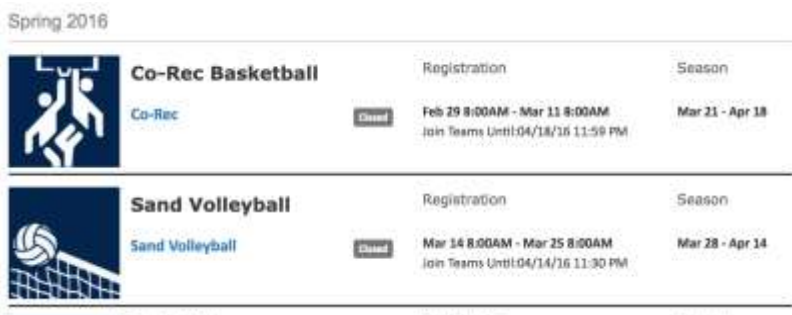 Spring 2016
Co-Rec Basketball
Registration
Season
Co-Rec
Closed
Feb 29 8:00AM - Mar 11 8:00AM
Mar 21 - Apr 18
Join Teams Until:04/18/16 11:59 PM
Sand Volleyball
Registration
Season
Sand Volleyball
Closed
Mar 14 8:00AM - Mar 25 8:00AM
Mar 28 - Apr 14
Join Teams Until:04/14/16 11:30 PM